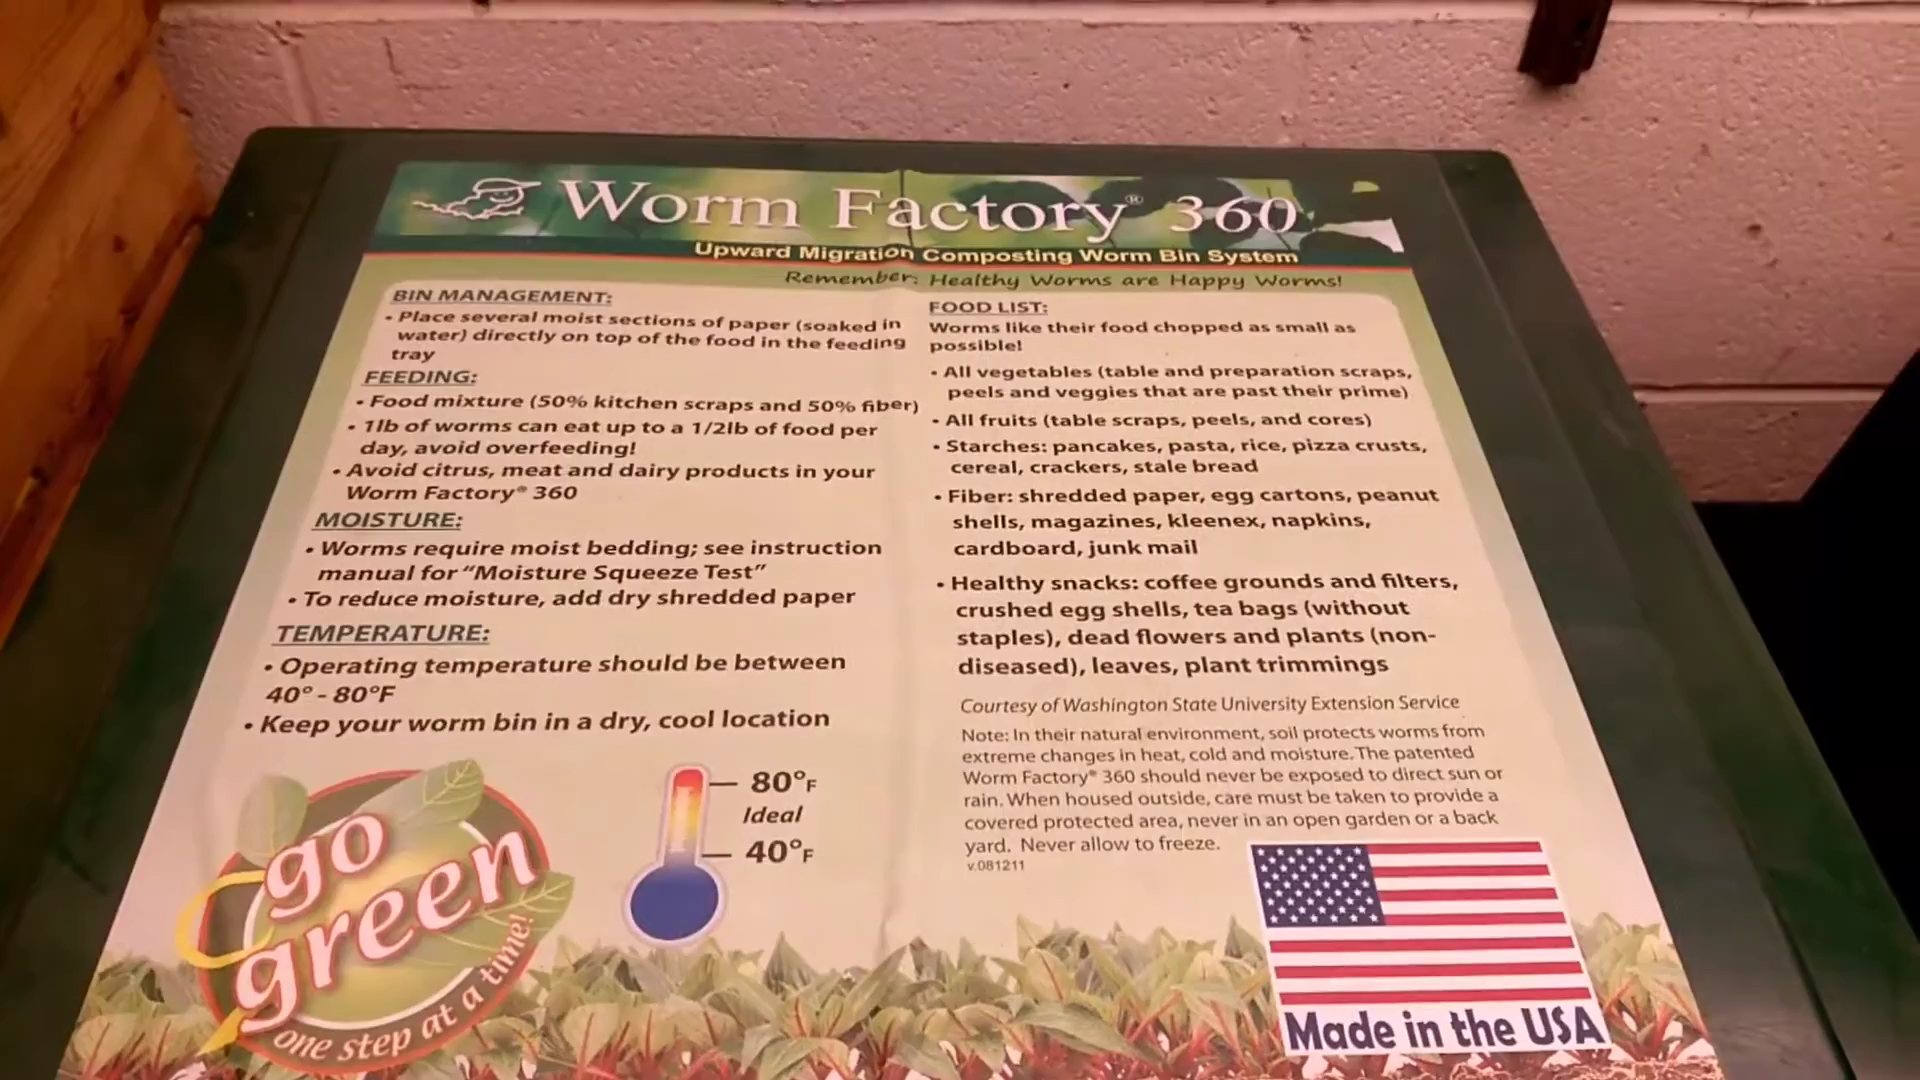 Worm Factory® 360
Upward Migration Composting Worm Bin System
Remember: Healthy Worms are Happy Worms!
BIN MANAGEMENT:
• Place several moist sections of paper (soaked in
water) directly on top of the food in the feeding
tray
FEEDING:
• Food mixture (50% kitchen scraps and 50% fiber)
• 1lb of worms can eat up to a 1/2lb of food per
day, avoid overfeeding!
• Avoid citrus, meat and dairy products in your
Worm Factory® 360
MOISTURE:
• Worms require moist bedding; see instruction
manual for "Moisture Squeeze Test"
• To reduce moisture, add dry shredded paper
TEMPERATURE:
• Operating temperature should be between
40° - 80°F
• Keep your worm bin in a dry, cool location
go
green
one step at a time!
80°F
Ideal
40°F
FOOD LIST:
Worms like their food chopped as small as
possible!
• All vegetables (table and preparation scraps,
peels and veggies that are past their prime)
• All fruits (table scraps, peels, and cores)
• Starches: pancakes, pasta, rice, pizza crusts,
cereal, crackers, stale bread
• Fiber: shredded paper, egg cartons, peanut
shells, magazines, kleenex, napkins,
cardboard, junk mail
• Healthy snacks: coffee grounds and filters,
crushed egg shells, tea bags (without
staples), dead flowers and plants (non-
diseased), leaves, plant trimmings
Courtesy of Washington State University Extension Service
Note: In their natural environment, soil protects worms from
extreme changes in heat, cold and moisture. The patented
Worm Factory® 360 should never be exposed to direct sun or
rain. When housed outside, care must be taken to provide a
covered protected area, never in an open garden or a back
yard. Never allow to freeze.
v.081211
Made in the USA